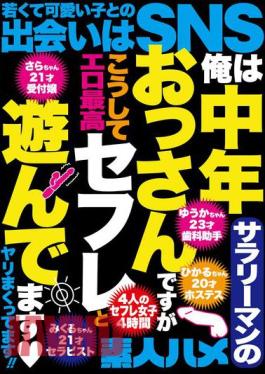 若くて可愛い子との
出会いはSNS
俺は中年
サラリーマンの
おっさん
ですが
こうして
エロ最高
セフレと
遊んで
ます
ヤリまくってます!!
さらちゃん
21才
受付嬢
ゆうかちゃん
23才
歯科助手
ひかるちゃん
20才
ホステス
4人の
セフレ女子
4時間
みくるちゃん
21才
セラピスト
素人ハメ